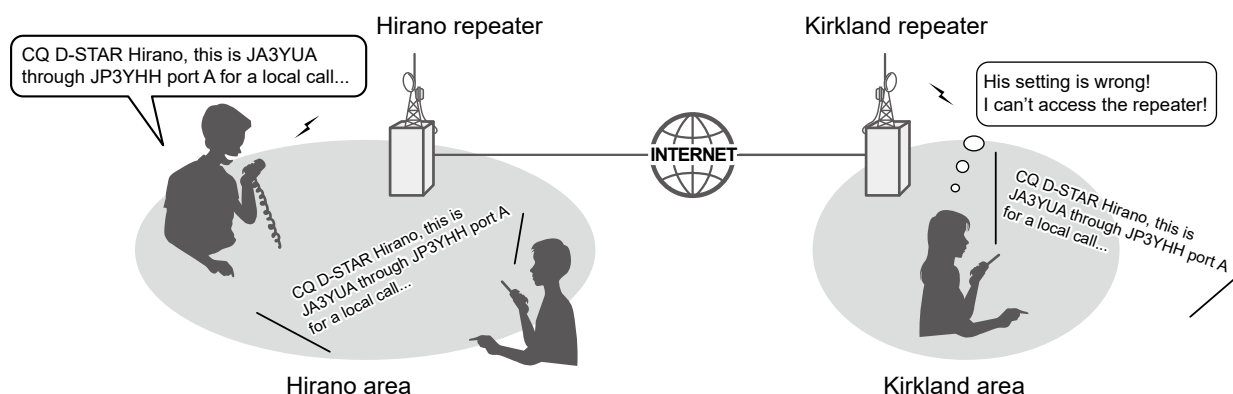 Hirano repeater
Kirkland repeater
CQ D-STAR Hirano, this is JA3YUA
through JP3YHH port A for a local call...
His setting is wrong!
I can't access the repeater!
INTERNET
CQ D-STAR Hirano, this is
JA3YUA through JP3YHH port A
for a local call...
CQ D-STAR Hirano, this is
JA3YUA through JP3YHH port A
for a local call...
Hirano area
Kirkland area